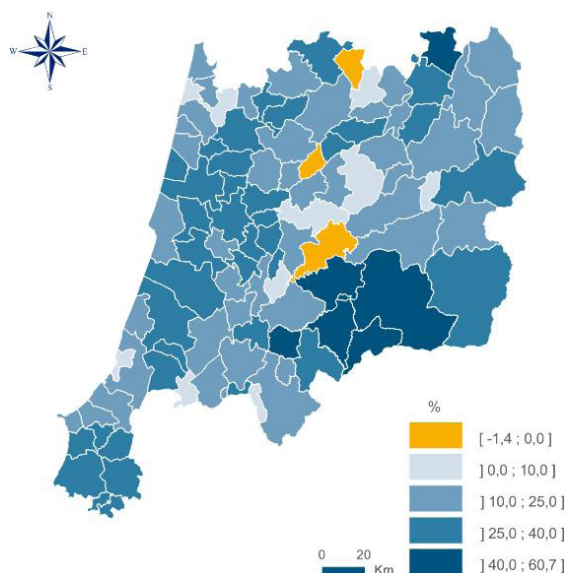 N
W
E
S
%
[ -1,4 ; 0,0 ]
] 0,0 ; 10,0 ]
] 10,0 ; 25,0 ]
] 25,0 ; 40,0 ]
] 40,0 ; 60,7 ]
0 20
Km